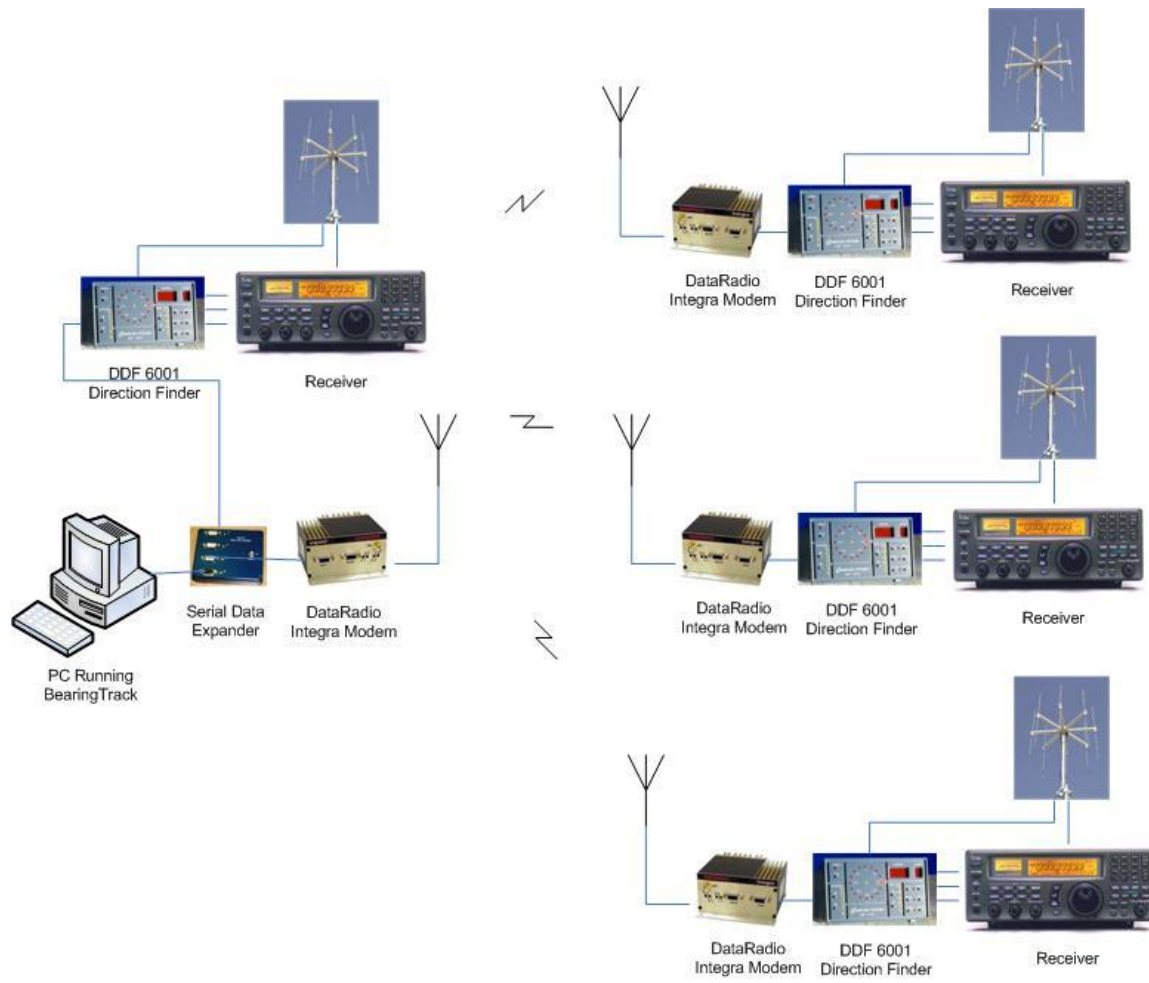 DataRadio
Integra Modem
DDF 6001
Direction Finder
Receiver
DDF 6001
Direction Finder
Receiver
DataRadio
Integra Modem
DDF 6001
Direction Finder
Receiver
PC Running
BearingTrack
Serial Data
Expander
DataRadio
Integra Modem
DataRadio
Integra Modem
DDF 6001
Direction Finder
Receiver